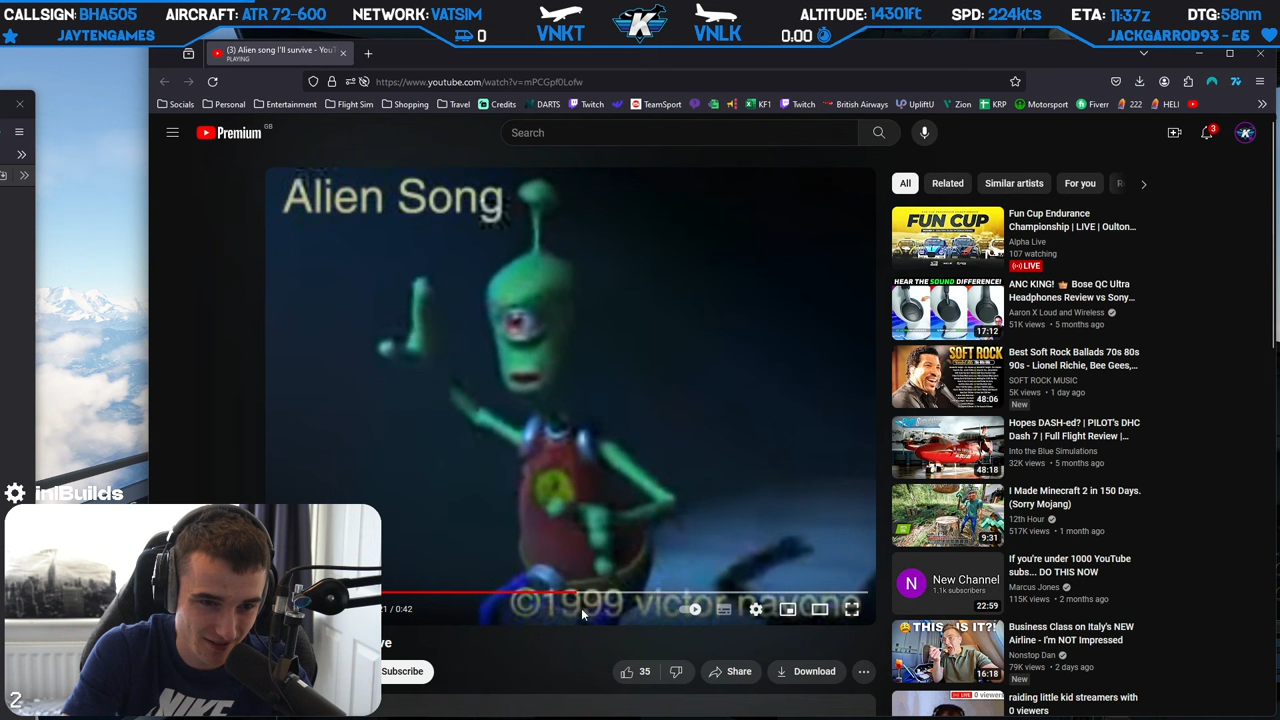 CALLSIGN: BHA505 AIRCRAFT: ATR 72-600 NETWORK: VATSIM ALTITUDE: 14301ft SPD: 224kts ETA: 11:37z DTG: 58nm
JAYTENGAMES 0 VNKT K VNLK 0.00 JACKGARROD93 - £5
(3) Alien song I'll survive - YouT
PLAYING
https://www.youtube.com/watch?v=mPCGpf0Lofw
Socials Personal Entertainment Flight Sim Shopping Travel Credits DARTS Twitch TeamSport KF1 Twitch British Airways UpliftU Zion KRP Motorsport Fiverr 222 HELI
Premium GB
Search
3
Alien Song
All Related Similar artists For you
FUN CUP
Fun Cup Endurance
Championship | LIVE | Oulton...
Alpha Live
107 watching
LIVE
HEAR THE SOUND DIFFERENCE!
17:12
ANC KING! 👑 Bose QC Ultra
Headphones Review vs Sony...
Aaron X Loud and Wireless
51K views • 5 months ago
SOFT ROCK
48:06
Best Soft Rock Ballads 70s 80s
90s - Lionel Richie, Bee Gees,...
SOFT ROCK MUSIC
5K views • 1 day ago
New
48:18
Hopes DASH-ed? | PILOT's DHC
Dash 7 | Full Flight Review |...
Into the Blue Simulations
32K views • 5 months ago
9:31
I Made Minecraft 2 in 150 Days.
(Sorry Mojang)
12th Hour
517K views • 1 month ago
N New Channel
1.1k subscribers
22:59
If you're under 1000 YouTube
subs... DO THIS NOW
Marcus Jones
115K views • 2 months ago
THIS IS IT?!
16:18
Business Class on Italy's NEW
Airline - I'm NOT Impressed
Nonstop Dan
79K views • 2 days ago
New
LIVE 0 viewers
raiding little kid streamers with
0 viewers
iniBuilds
©1999 victor navone
21 / 0:42
ve
Subscribe
35
Share
Download
NIKE
2